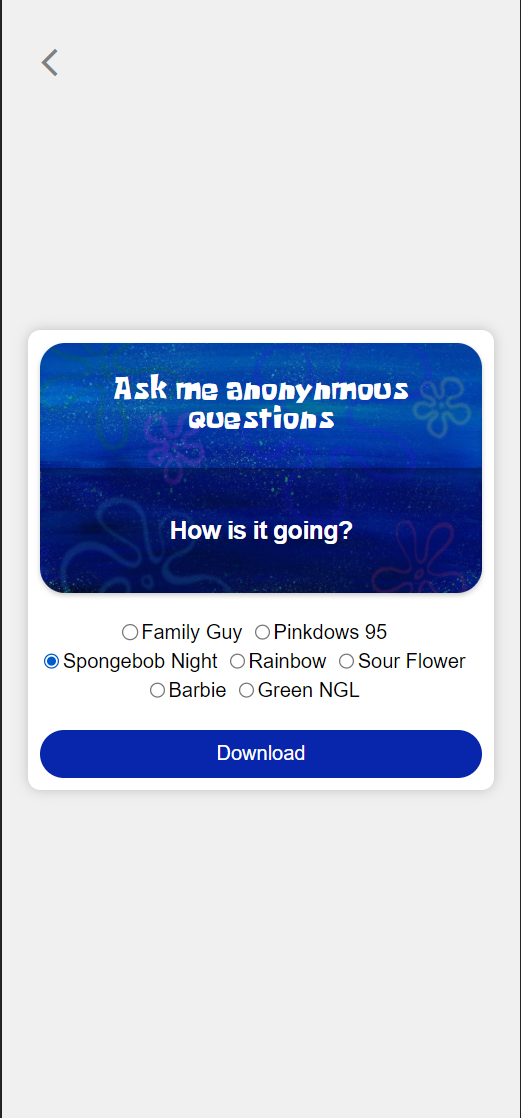 Ask me anonyhmous
questions
How is it going?
Family Guy Pinkdows 95
Spongebob Night Rainbow Sour Flower
Barbie Green NGL
Download